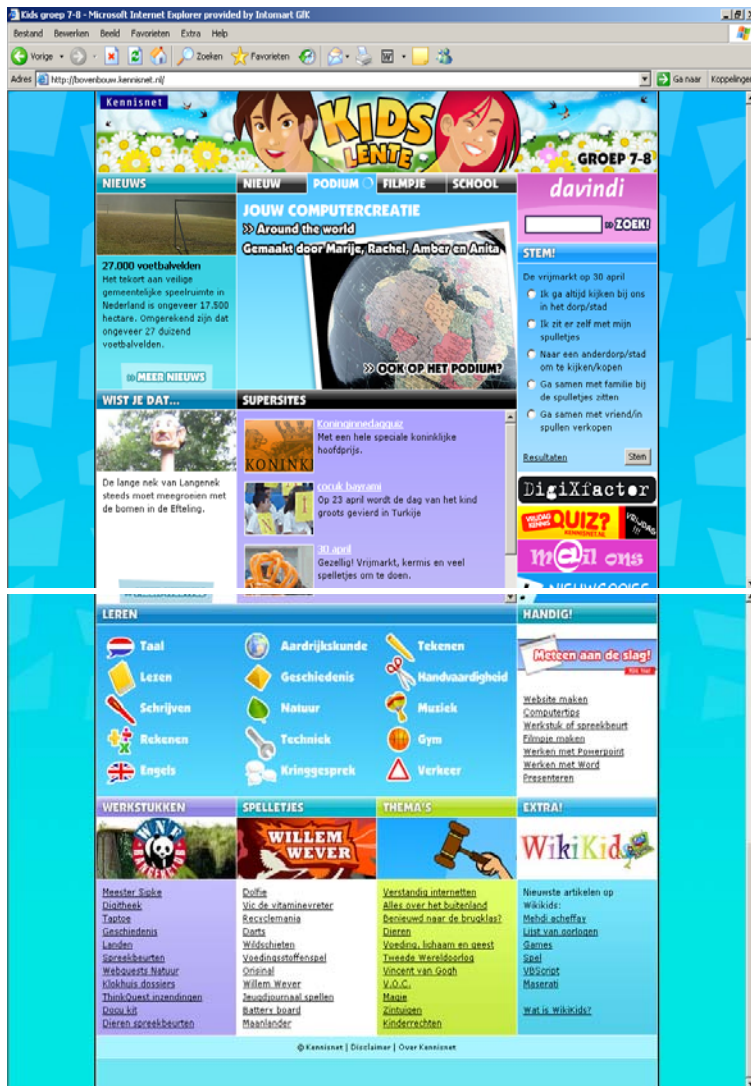 Kids groep 7-8 - Microsoft Internet Explorer provided by Intomart GfK
Bestand Bewerken Beeld Favorieten Extra Help
Vorige Zoeken Favorieten
Adres http://bovenbouw.kennisnet.nl/ Ga naar Koppelingen
Kennisnet
KIDS
LENTE
GROEP 7-8
NIEUWS
27.000 voetbalvelden
Het tekort aan veilige
gemeentelijke speelruimte in
Nederland is ongeveer 17.500
hectare. Omgerekend zijn dat
ongeveer 27 duizend
voetbalvelden.
» MEER NIEUWS
NIEUW PODIUM FILMPJE SCHOOL
JOUW COMPUTERCREATIE
» Around the world
Gemaakt door Marije, Rachel, Amber en Anita
» OOK OP HET PODIUM?
davindi
» ZOEK!
STEM!
De vrijmarkt op 30 april
Ik ga altijd kijken bij ons
in het dorp/stad
Ik zit er zelf met mijn
spulletjes
Naar een anderdorp/stad
om te kijken/kopen
Ga samen met familie bij
de spulletjes zitten
Ga samen met vriend/in
spullen verkopen
Resultaten Stem
WIST JE DAT...
De lange nek van Langenek
steeds moet meegroeien met
de bomen in de Efteling.
SUPERSITES
KONINKI
Koninginnedagquiz
Met een hele speciale koninklijke
hoofdprijs.
çocuk bayrami
Op 23 april wordt de dag van het kind
groots gevierd in Turkije
30 april
Gezellig! Vrijmarkt, kermis en veel
spelletjes om te doen.
DigiXfactor
VRIJDAG
KENNIS
QUIZ?
KENNISNET.NL
VRIJDAG!
m@il ons
LEREN
Taal
Lezen
Schrijven
Rekenen
Engels
Aardrijkskunde
Geschiedenis
Natuur
Techniek
Kringgesprek
Tekenen
Handvaardigheid
Muziek
Gym
Verkeer
HANDIG!
Meteen aan de slag!
Website maken
Computertips
Werkstuk of spreekbeurt
Filmpje maken
Werken met Powerpoint
Werken met Word
Presenteren
WERKSTUKKEN
WNF
RANGERCLUB
Meester Sipke
Digitheek
Taptoe
Geschiedenis
Landen
Spreekbeurten
Webquests Natuur
Klokhuis dossiers
ThinkQuest inzendingen
Docu kit
Dieren spreekbeurten
SPELLETJES
WILLEM
WEVER
Dolfie
Vic de vitaminevreter
Recyclemania
Darts
Wildschieten
Voedingsstoffenspel
Original
Willem Wever
Jeugdjournaal spellen
Battery board
Maanlander
THEMA'S
Verstandig internetten
Alles over het buitenland
Benieuwd naar de brugklas?
Dieren
Voeding, lichaam en geest
Tweede Wereldoorlog
Vincent van Gogh
V.O.C.
Magie
Zintuigen
Kinderrechten
EXTRA!
WikiKids
Nieuwste artikelen op
Wikikids:
Mehdi acheffay
Lijst van oorlogen
Games
Spel
VBScript
Maserati
Wat is WikiKids?
© Kennisnet | Disclaimer | Over Kennisnet